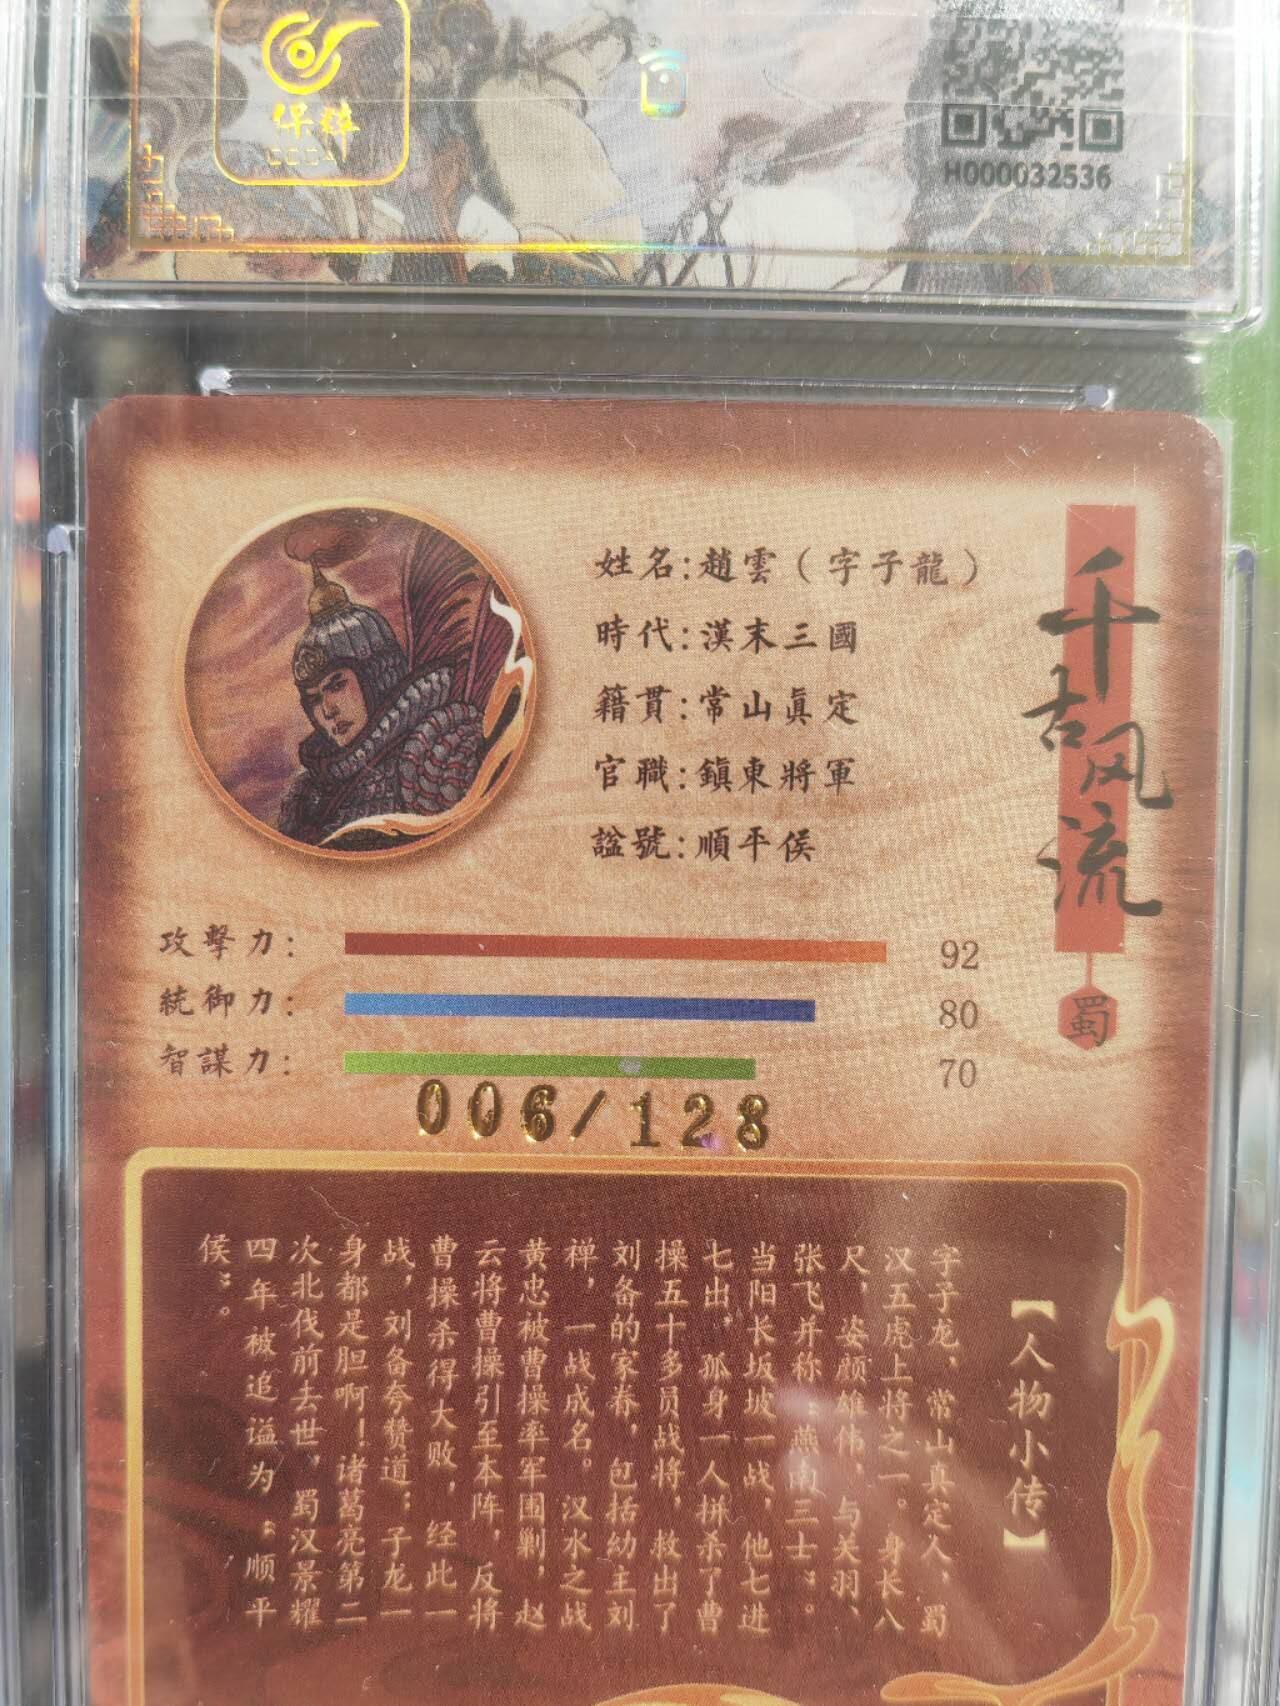 保粹
H000032536
姓名:趙雲(字子龍)
時代:漢末三國
籍貫:常山眞定
官職:鎮東將軍
謚號:順平侯
千古风流
蜀
攻擊力: 92
統御力: 80
智謀力: 70
006/128
【人物小传】
字子龙，常山真定人，蜀
汉五虎上将之一。身长八
尺，姿颜雄伟，与关羽、
张飞并称“燕南三士”。
当阳长坂坡一战，他七进
七出，孤身一人拼杀了曹
操五十多员战将，救出了
刘备的家眷，包括幼主刘
禅，一战成名。汉水之战
黄忠被曹操率军围剿，赵
云将曹操引至本阵，反将
曹操杀得大败，经此一
战，刘备夸赞道：子龙一
身都是胆啊！诸葛亮第二
次北伐前去世，蜀汉景耀
四年被追谥为“顺平
侯”。